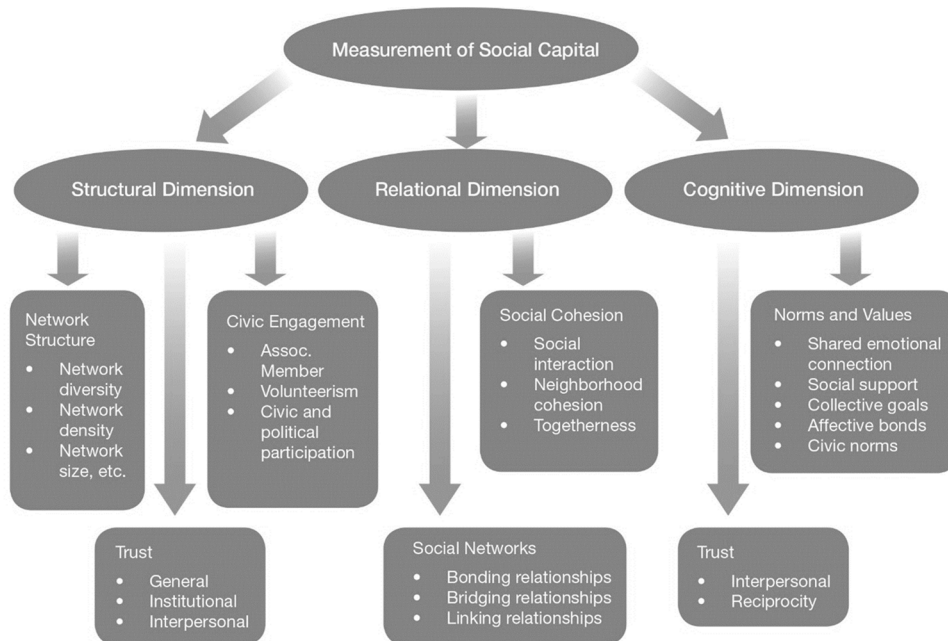 Measurement of Social Capital
Structural Dimension
Relational Dimension
Cognitive Dimension
Network
Structure
• Network
diversity
• Network
density
• Network
size, etc.
Civic Engagement
• Assoc.
Member
• Volunteerism
• Civic and
political
participation
Social Cohesion
• Social
interaction
• Neighborhood
cohesion
• Togetherness
Norms and Values
• Shared emotional
connection
• Social support
• Collective goals
• Affective bonds
• Civic norms
Trust
• General
• Institutional
• Interpersonal
Social Networks
• Bonding relationships
• Bridging relationships
• Linking relationships
Trust
• Interpersonal
• Reciprocity